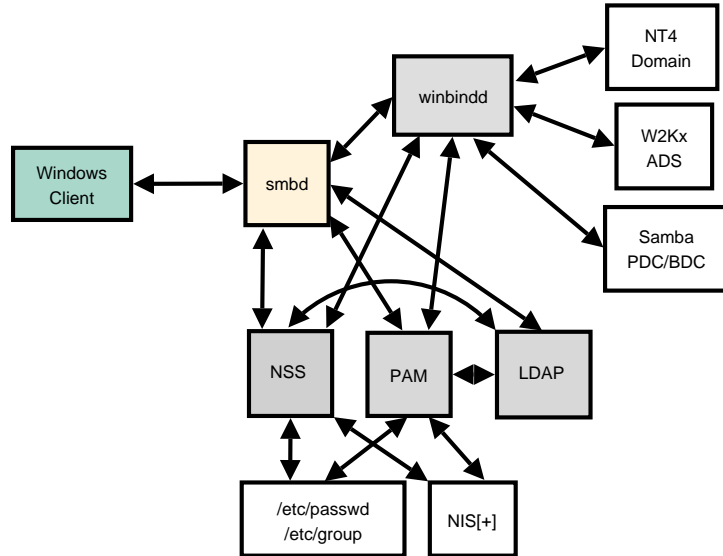 NT4
Domain
winbindd
W2Kx
ADS
Windows
Client
smbd
Samba
PDC/BDC
NSS
PAM
LDAP
/etc/passwd
/etc/group
NIS[+]